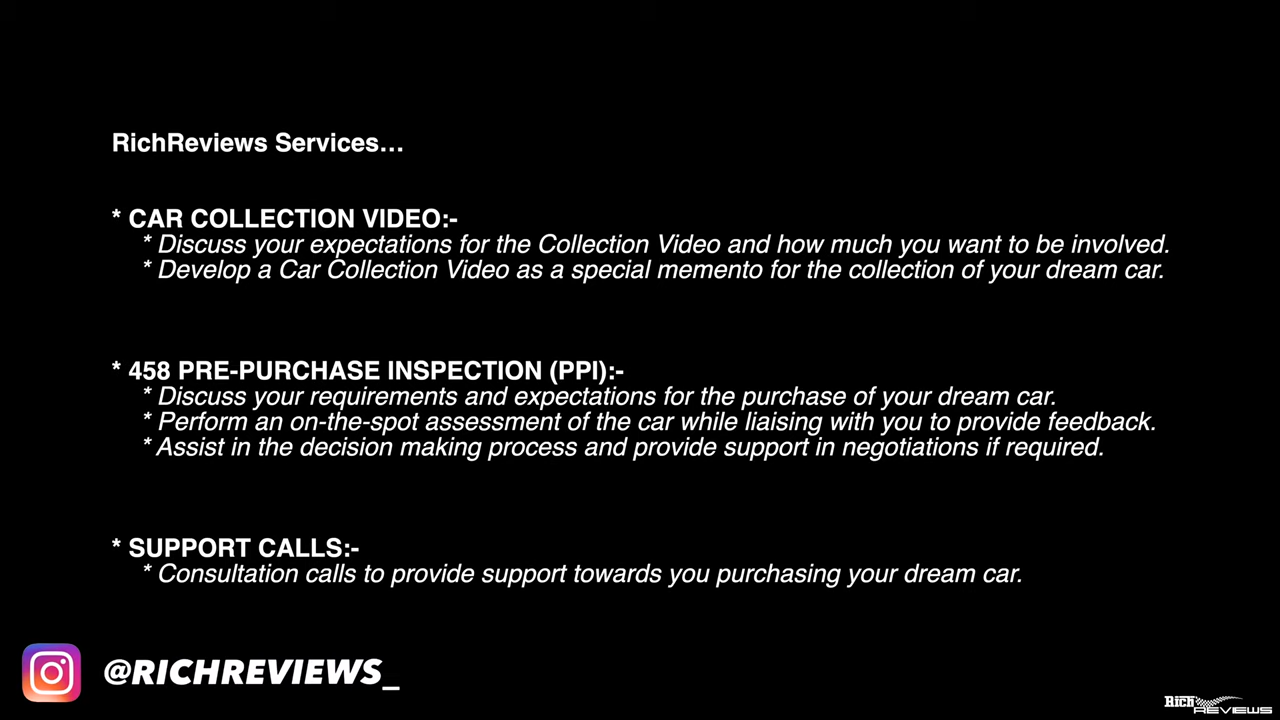 RichReviews Services…
* CAR COLLECTION VIDEO:-
* Discuss your expectations for the Collection Video and how much you want to be involved.
* Develop a Car Collection Video as a special memento for the collection of your dream car.
* 458 PRE-PURCHASE INSPECTION (PPI):-
* Discuss your requirements and expectations for the purchase of your dream car.
* Perform an on-the-spot assessment of the car while liaising with you to provide feedback.
* Assist in the decision making process and provide support in negotiations if required.
* SUPPORT CALLS:-
* Consultation calls to provide support towards you purchasing your dream car.
@RICHREVIEWS_
Rich
REVIEWS